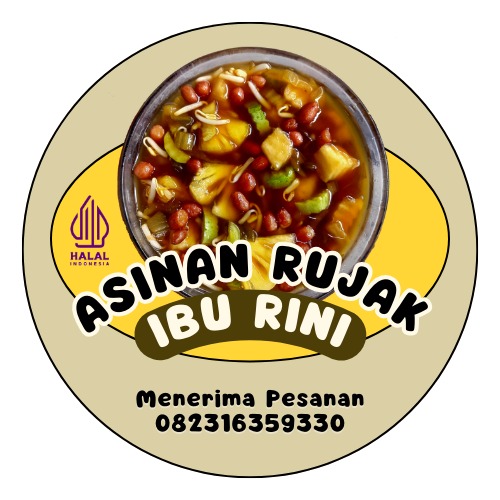 HALAL
INDONESIA
ASINAN RUJAK
IBU RINI
Menerima Pesanan
082316359330